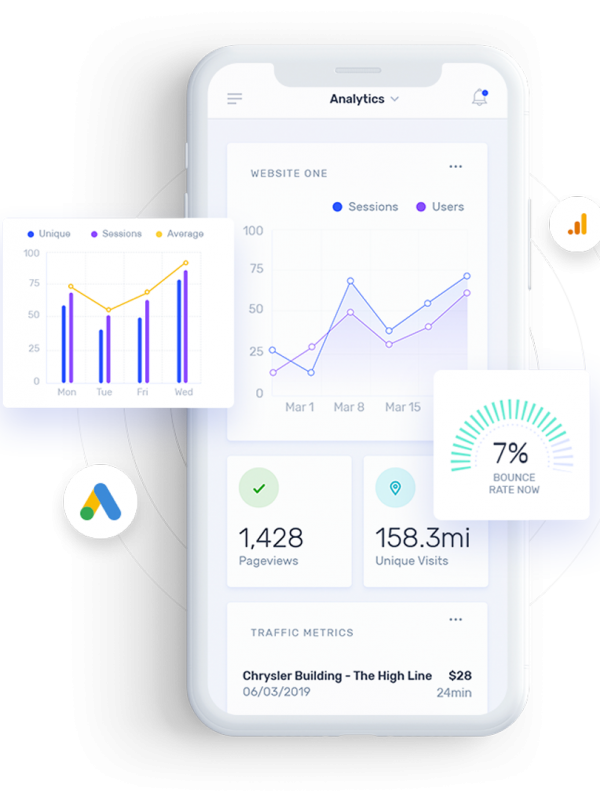 Analytics
WEBSITE ONE
Sessions Users
100
75
50
25
0
Mar 1 Mar 8 Mar 15
Unique Sessions Average
100
75
50
25
0
Mon Tue Fri Wed
7%
BOUNCE
RATE NOW
1,428
Pageviews
158.3mi
Unique Visits
TRAFFIC METRICS
Chrysler Building - The High Line $28
06/03/2019 24min